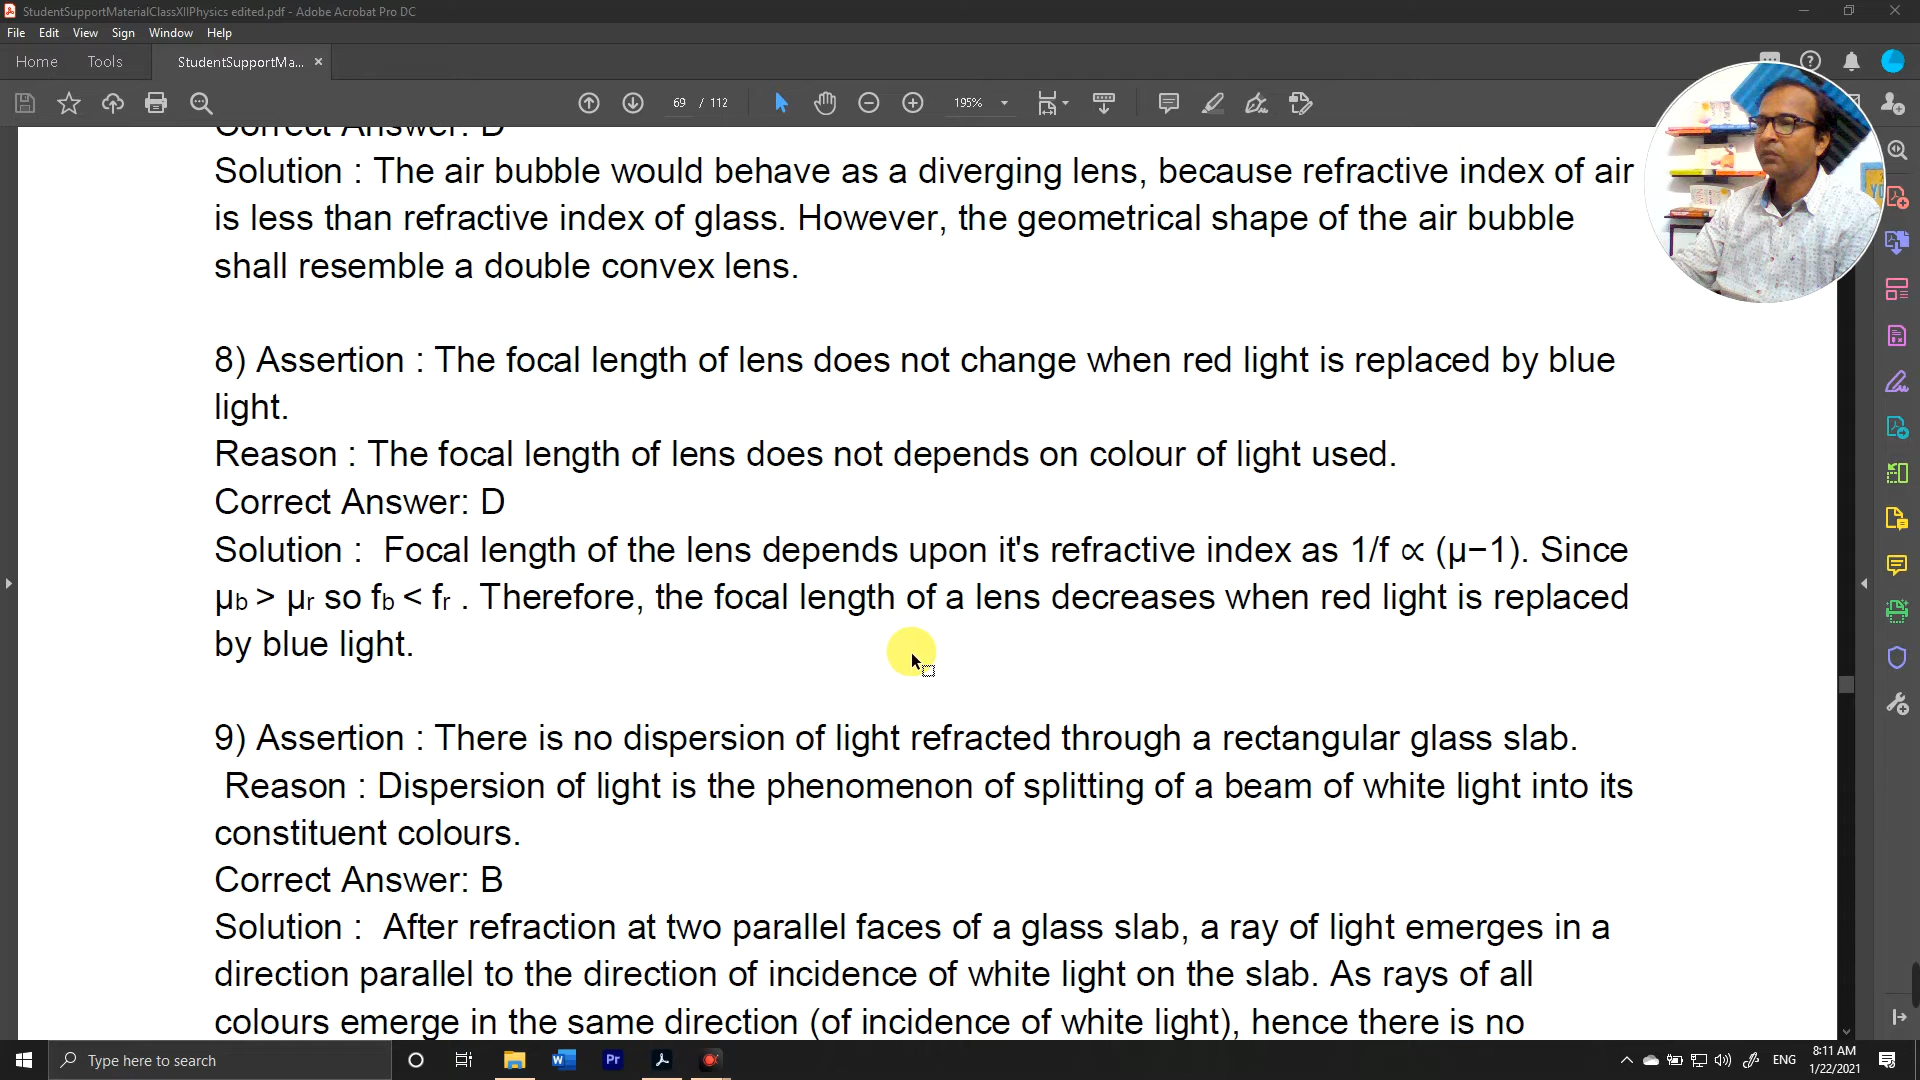 StudentSupportMaterialClassXIIPhysics edited.pdf - Adobe Acrobat Pro DC
File Edit View Sign Window Help
Home Tools StudentSupportMa... ×
69 / 112 195%
Correct Answer: D
Solution : The air bubble would behave as a diverging lens, because refractive index of air
is less than refractive index of glass. However, the geometrical shape of the air bubble
shall resemble a double convex lens.
8) Assertion : The focal length of lens does not change when red light is replaced by blue
light.
Reason : The focal length of lens does not depends on colour of light used.
Correct Answer: D
Solution : Focal length of the lens depends upon it's refractive index as 1/f ∝ (μ−1). Since
μb > μr so fb < fr . Therefore, the focal length of a lens decreases when red light is replaced
by blue light.
9) Assertion : There is no dispersion of light refracted through a rectangular glass slab.
Reason : Dispersion of light is the phenomenon of splitting of a beam of white light into its
constituent colours.
Correct Answer: B
Solution : After refraction at two parallel faces of a glass slab, a ray of light emerges in a
direction parallel to the direction of incidence of white light on the slab. As rays of all
colours emerge in the same direction (of incidence of white light), hence there is no
Type here to search
Pr
ENG
8:11 AM
1/22/2021